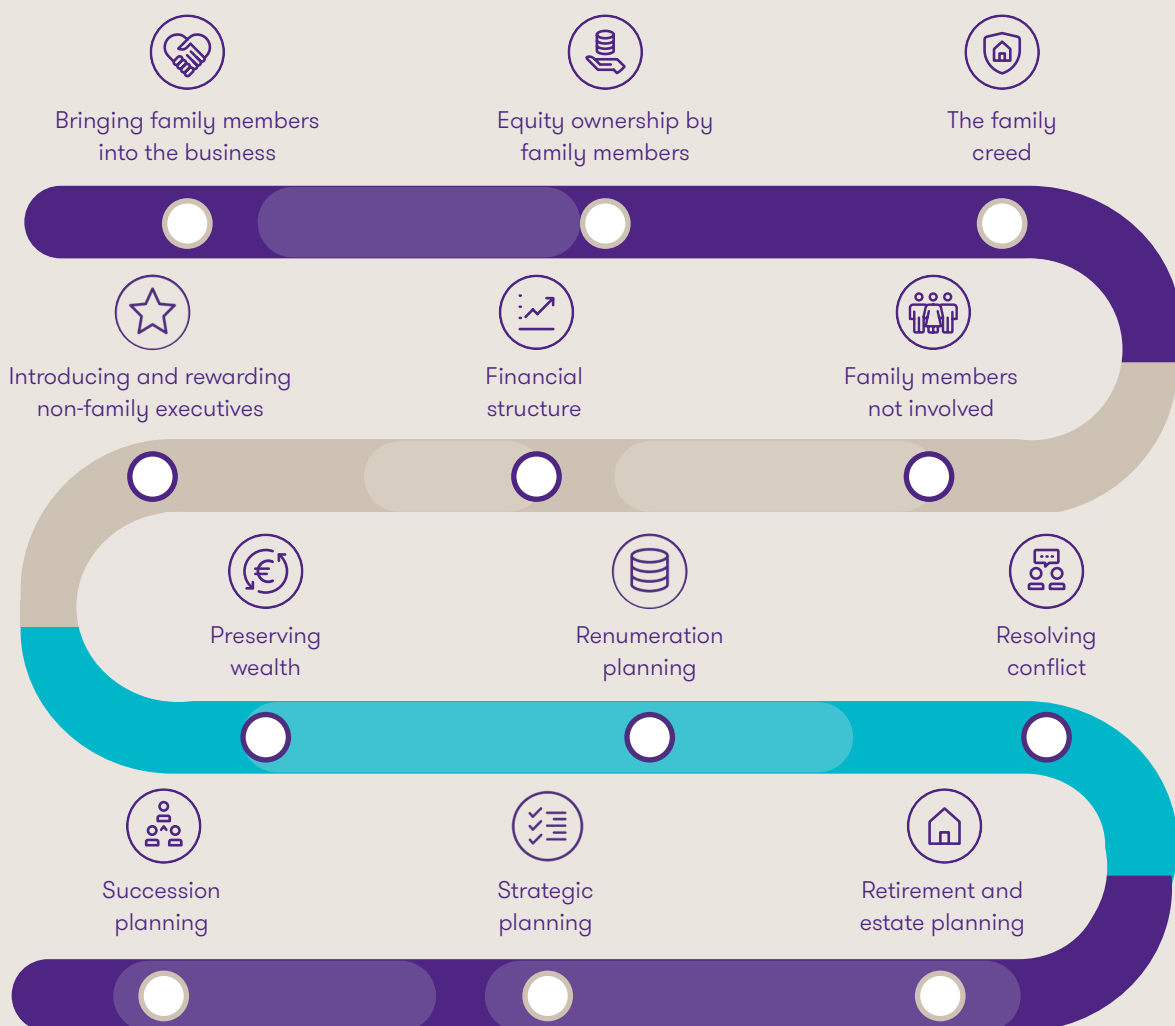 Bringing family members
into the business
Equity ownership by
family members
The family
creed
Introducing and rewarding
non-family executives
Financial
structure
Family members
not involved
Preserving
wealth
Renumeration
planning
Resolving
conflict
Succession
planning
Strategic
planning
Retirement and
estate planning